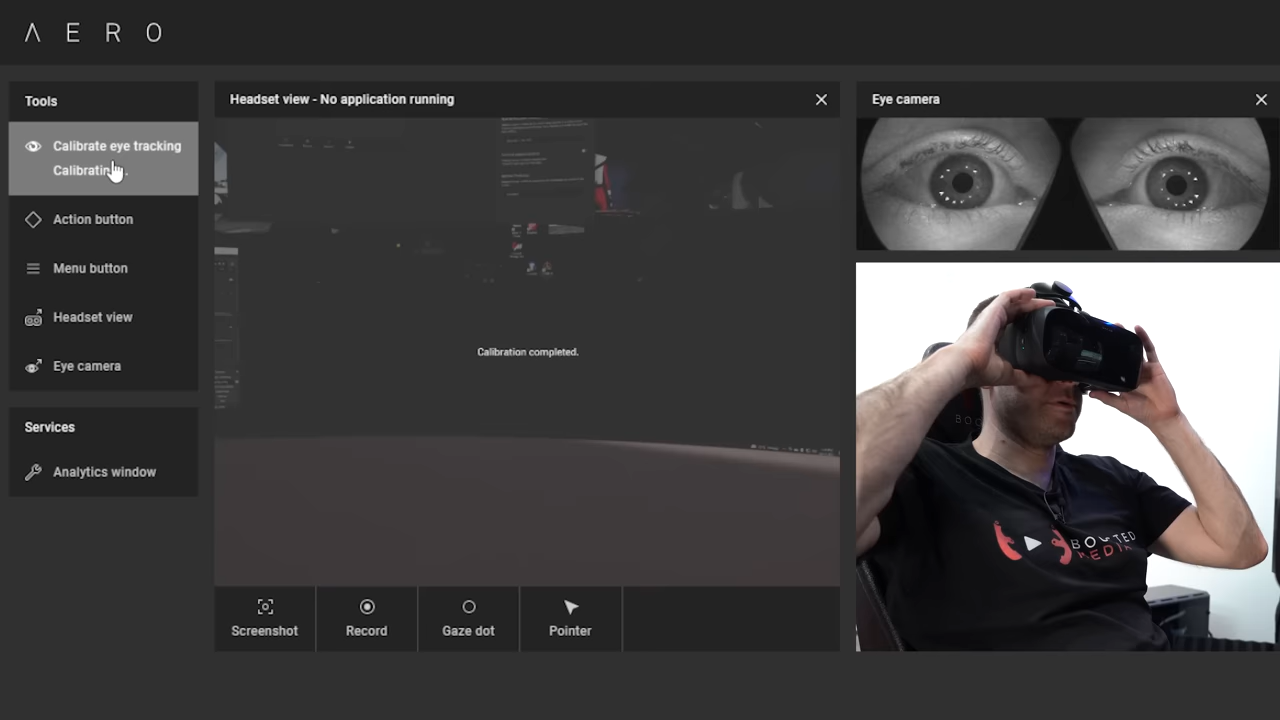 AERO
Tools
Calibrate eye tracking
Action button
Menu button
Headset view
Eye camera
Services
Analytics window
Headset view - No application running
Calibration completed.
Screenshot
Record
Gaze dot
Pointer
Eye camera